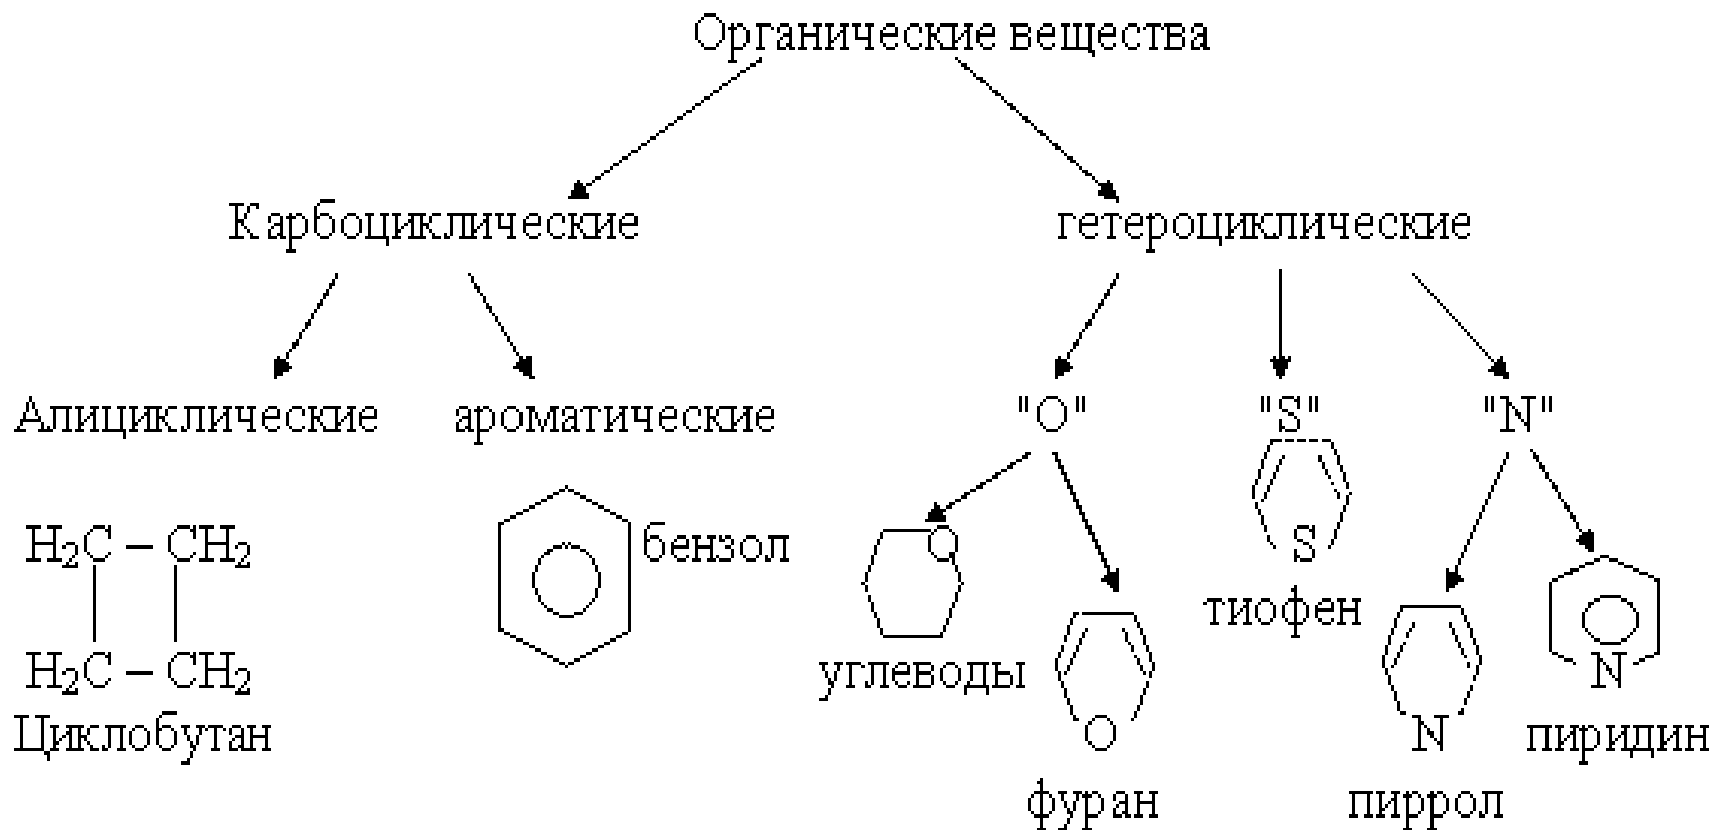 Органические вещества
Карбоциклические гетероциклические
Алициклические ароматические "O" "S" "N"
H₂C – CH₂ бензол O S
H₂C – CH₂ углеводы тиофен N
Циклобутан O N пиридин
фуран пиррол